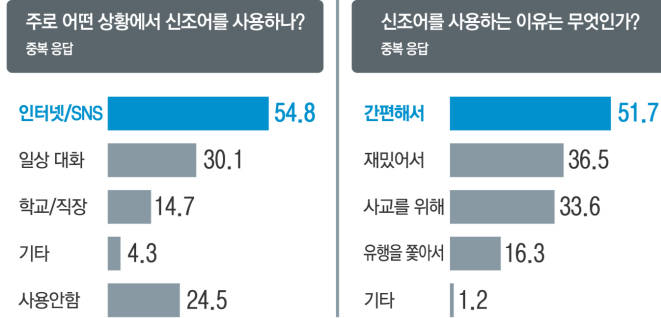 주로 어떤 상황에서 신조어를 사용하나?
중복 응답
인터넷/SNS 54.8
일상 대화 30.1
학교/직장 14.7
기타 4.3
사용안함 24.5
신조어를 사용하는 이유는 무엇인가?
중복 응답
간편해서 51.7
재밌어서 36.5
사교를 위해 33.6
유행을 쫓아서 16.3
기타 1.2